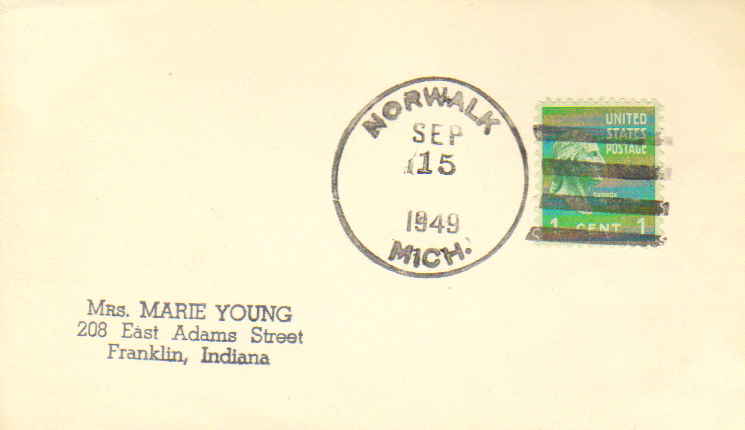 NORWALK
SEP
15
1949
MICH.
UNITED
STATES
POSTAGE
1 CENT 1
Mrs. MARIE YOUNG
208 East Adams Street
Franklin, Indiana